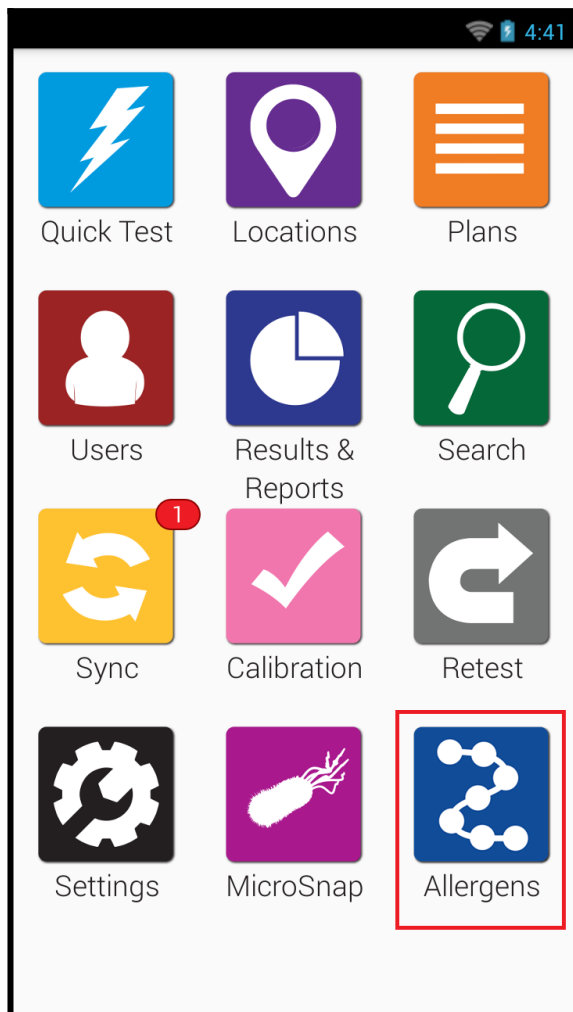 4:41
Quick Test
Locations
Plans
Users
Results &
Reports
Search
1
Sync
Calibration
Retest
Settings
MicroSnap
Allergens